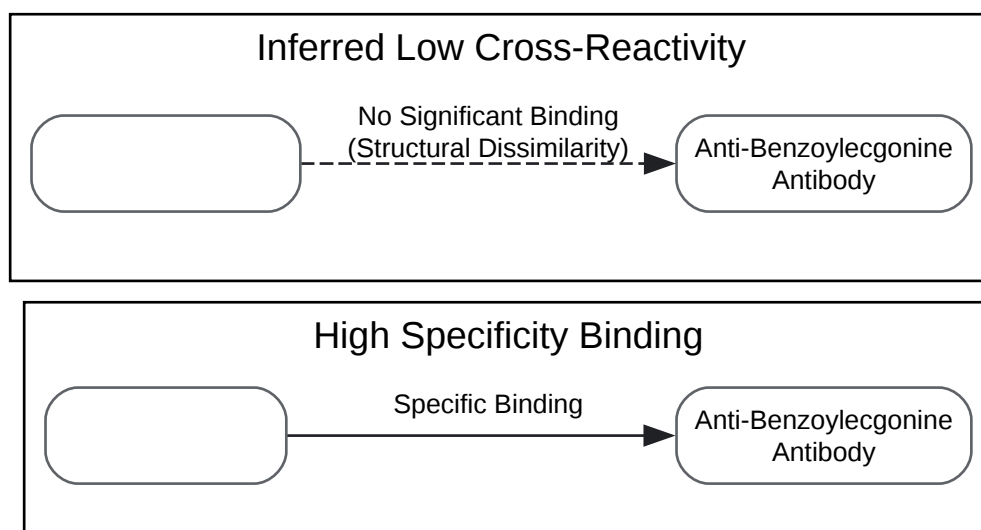 Inferred Low Cross-Reactivity
No Significant Binding
(Structural Dissimilarity)
Anti-Benzoylecgonine
Antibody
High Specificity Binding
Specific Binding
Anti-Benzoylecgonine
Antibody